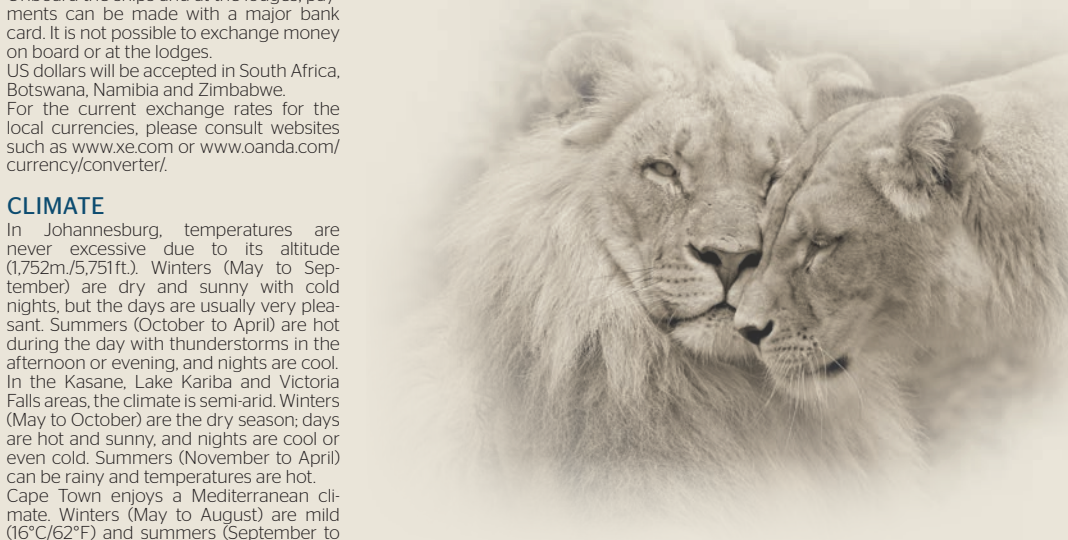 Onboard the ships and at the lodges, pay-
ments can be made with a major bank
card. It is not possible to exchange money
on board or at the lodges.
US dollars will be accepted in South Africa,
Botswana, Namibia and Zimbabwe.
For the current exchange rates for the
local currencies, please consult websites
such as www.xe.com or www.oanda.com/
currency/converter/.
CLIMATE
In Johannesburg, temperatures are
never excessive due to its altitude
(1,752m./5,751ft.). Winters (May to Sep-
tember) are dry and sunny with cold
nights, but the days are usually very plea-
sant. Summers (October to April) are hot
during the day with thunderstorms in the
afternoon or evening, and nights are cool.
In the Kasane, Lake Kariba and Victoria
Falls areas, the climate is semi-arid. Winters
(May to October) are the dry season; days
are hot and sunny, and nights are cool or
even cold. Summers (November to April)
can be rainy and temperatures are hot.
Cape Town enjoys a Mediterranean cli-
mate. Winters (May to August) are mild
(16°C/62°F) and summers (September to